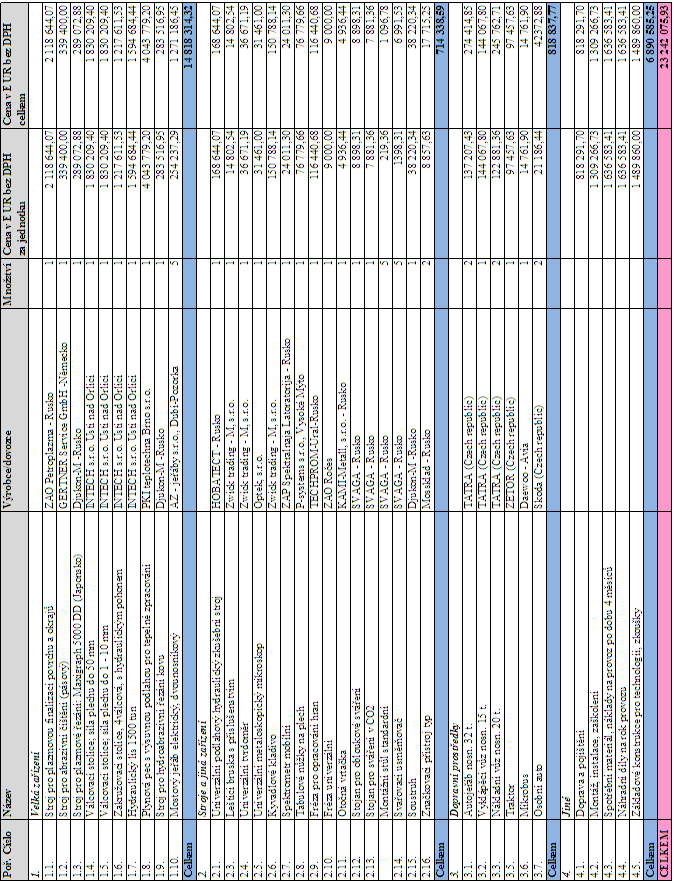 Poř. Číslo Název Výrobce/dovozce Množství Cena v EUR bez DPH za jednotku Cena v EUR bez DPH celkem
1. Velká zařízení
1.1. Stroj pro plazmovou finalizaci povrchu a okrajů ZAO Petroplazma - Rusko 1 2 118 644,07 2 118 644,07
1.2. Stroj pro abrazivní čištění (pásový) GERTNER Service GmbH -Německo 1 339 400,00 339 400,00
1.3. Stroj pro plazmové řezání: Maxigraph 5000 DD (Japonsko) Djukon-M - Rusko 1 289 072,88 289 072,88
1.4. Válcovací stolice, síla plechu do 50 mm INTECH s.r.o. Ústí nad Orlicí 1 1 830 209,40 1 830 209,40
1.5. Válcovací stolice, síla plechu do 1 - 10 mm INTECH s.r.o. Ústí nad Orlicí 1 1 830 209,40 1 830 209,40
1.6. Zakružovací stolice, 4válcová, s hydraulickým pohonem INTECH s.r.o. Ústí nad Orlicí 1 1 217 611,53 1 217 611,53
1.7. Hydraulický lis 1500 tun INTECH s.r.o. Ústí nad Orlicí 1 1 594 684,44 1 594 684,44
1.8. Plynová pec s výsuvnou podlahou pro tepelné zpracování PKI teplotechna Brno s.r.o. 1 4 043 779,20 4 043 779,20
1.9. Stroj pro hydroabrazivní řezání kovu Djukon-M - Rusko 1 283 516,95 283 516,95
1.10. Mostový jeřáb elektrický, dvounosníkový AZ - jeřáby s.r.o., Dubí-Pozorka 5 254 237,29 1 271 186,45
Celkem 14 818 314,32
2. Stroje a jiná zařízení
2.1. Univerzální podlahový hydraulický zkušební stroj HOBATECT - Rusko 1 168 644,07 168 644,07
2.3. Leštící bruska s příslušenstvím Zwick trading - M, s.r.o. 1 14 802,54 14 802,54
2.4. Univerzální tvrdoměr Zwick trading - M, s.r.o. 1 36 671,19 36 671,19
2.5. Univerzální metaloskopický mikroskop Optek, s.r.o. 1 31 461,00 31 461,00
2.6. Kyvadlové kladivo Zwick trading - M, s.r.o. 1 150 788,14 150 788,14
2.7. Spektrometr mobilní ZAP Spektralnaja Laboratorija - Rusko 1 24 011,30 24 011,30
2.8. Tabulové nůžky na plech P-systems s.r.o., Vysoké Mýto 1 76 779,66 76 779,66
2.9. Fréza pro opracování hran TECHPROM-Ural-Rusko 1 116 440,68 116 440,68
2.10. Fréza univerzální ZAO Roces 1 9 000,00 9 000,00
2.11. Otočná vrtačka KAMI-Metall, s.r.o. - Rusko 1 4 936,44 4 936,44
2.12. Stojan pro obloukové sváření SVAGA - Rusko 1 8 898,31 8 898,31
2.13. Stojan pro sváření v CO2 SVAGA - Rusko 1 7 881,36 7 881,36
2.15. Montážní stůl standardní SVAGA - Rusko 5 219,36 1 096,78
2.14. Svařovací usměrňovač SVAGA - Rusko 5 1398,31 6 991,53
2.15. Soustruh Djukon-M - Rusko 1 38 220,34 38 220,34
2.16. Značkovací přístroj typ Mossklad - Rusko 2 8 857,63 17 715,25
Celkem 714 338,59
3. Dopravní prostředky
3.1. Autojeřáb nosn. 32 t. TATRA (Czech republic) 2 137 207,43 274 414,85
3.2. Vyklápěcí vůz nosn. 15 t. TATRA (Czech republic) 1 144 067,80 144 067,80
3.3. Nákladní vůz nosn. 20 t. TATRA (Czech republic) 2 122 881,36 245 762,71
3.5. Traktor ZETOR (Czech republic) 1 97 457,63 97 457,63
3.6. Mikrobus Daewoo - Avia 1 14 761,90 14 761,90
3.7. Osobní auto Škoda (Czech republic) 2 21 186,44 42372,88
Celkem 818 837,77
4. Jiné
4.1. Doprava a pojištění 818 291,70 818 291,70
4.2. Montáž, instalace, zaškolení 1 309 266,73 1 309 266,73
4.3. Spotřební materiál, náklady na provoz po dobu 4 měsíců 1 636 583,41 1 636 583,41
4.4. Náhradní díly na rok provozu 1 636 583,41 1 636 583,41
4.5. Základové konstrukce pro technologii, zkoušky 1 489 860,00 1 489 860,00
Celkem 6 890 585,25
CELKEM 23 242 075,93